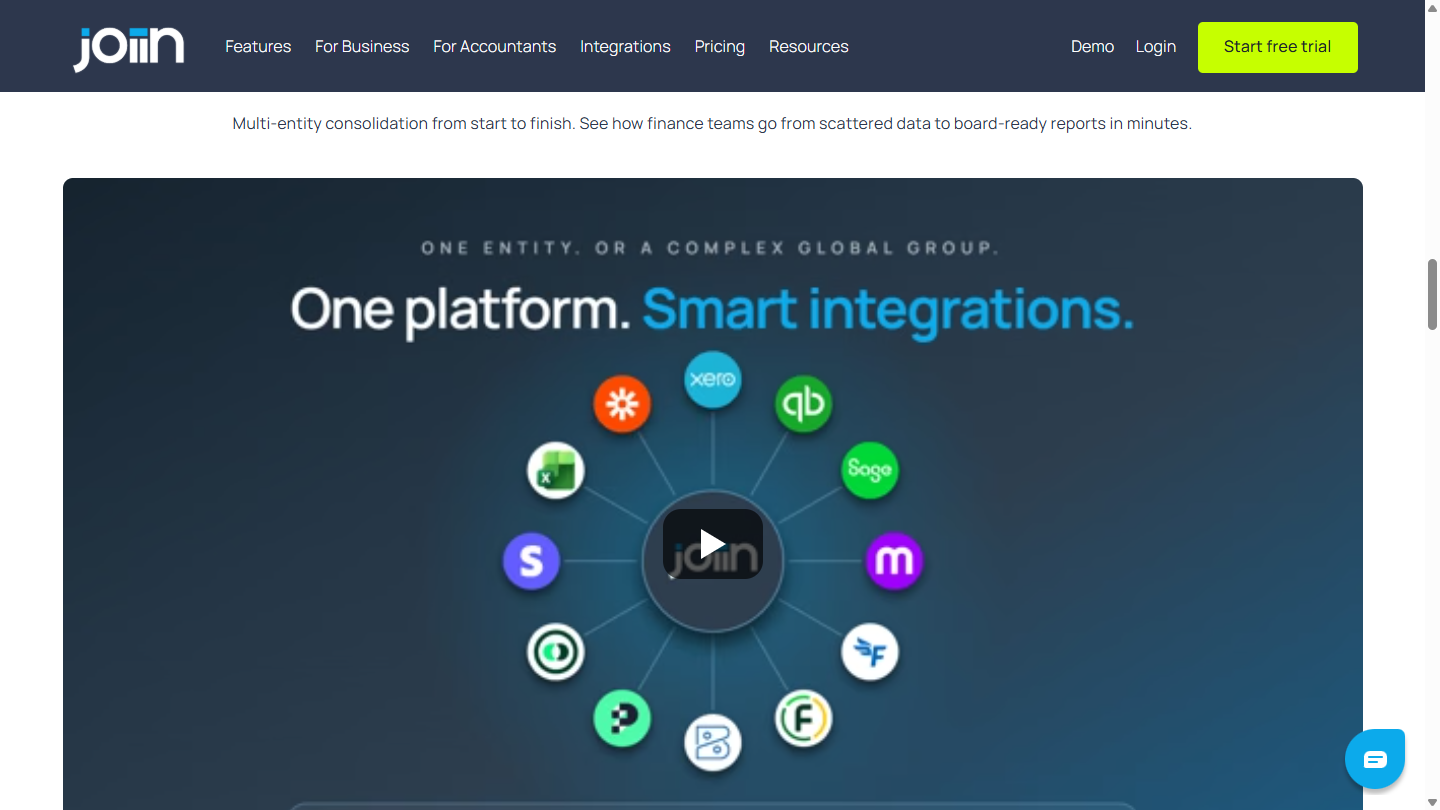 joiin
Features
For Business
For Accountants
Integrations
Pricing
Resources
Demo
Login
Start free trial
Multi-entity consolidation from start to finish. See how finance teams go from scattered data to board-ready reports in minutes.
ONE ENTITY. OR A COMPLEX GLOBAL GROUP.
One platform. Smart integrations.
xero
qb
Sage
X
S
joiin
m
F
P
B
F